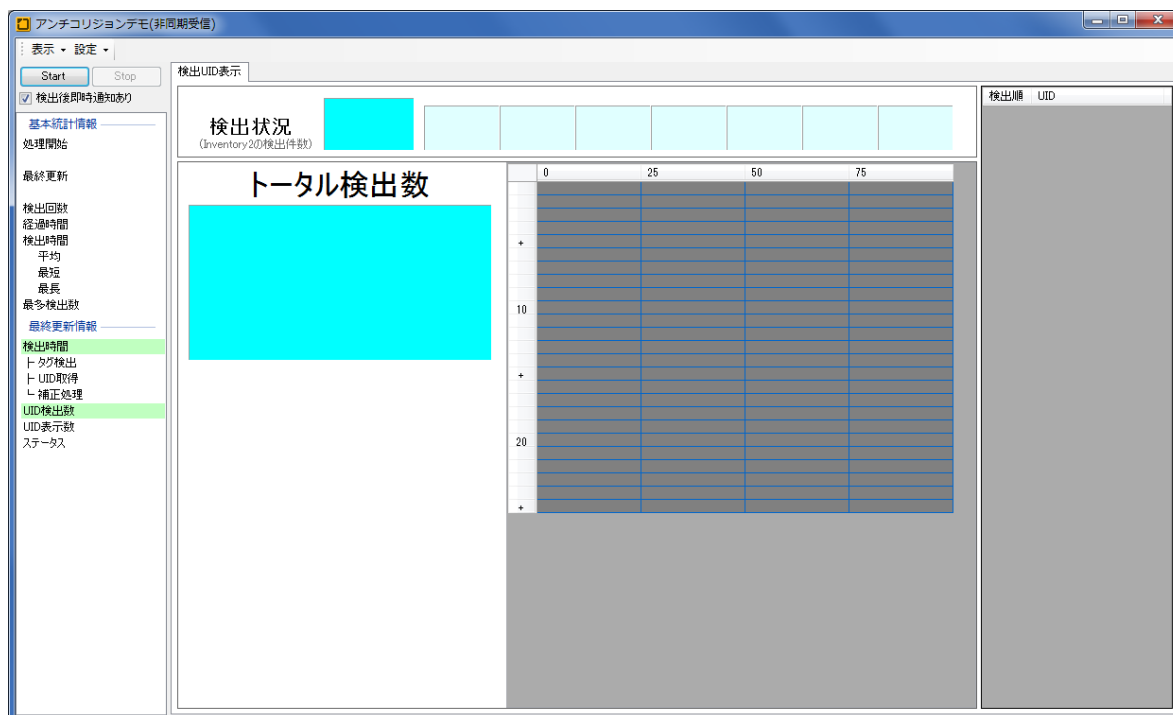 アンチコリジョンデモ(非同期受信)
表示 設定
Start Stop
検出後即時通知あり
基本統計情報
処理開始
最終更新
検出回数
経過時間
検出時間
平均
最短
最長
最多検出数
最終更新情報
検出時間
├ タグ検出
├ UID取得
└ 補正処理
UID検出数
UID表示数
ステータス
検出UID表示
検出状況
(Inventory2の検出件数)
トータル検出数
0 25 50 75
+
10
+
20
+
検出順 UID